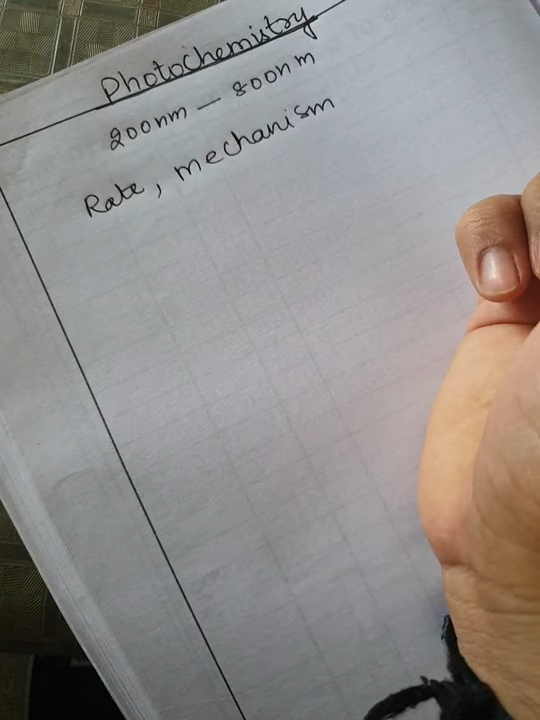 Photochemistry
200nm — 800nm
Rate, mechanism